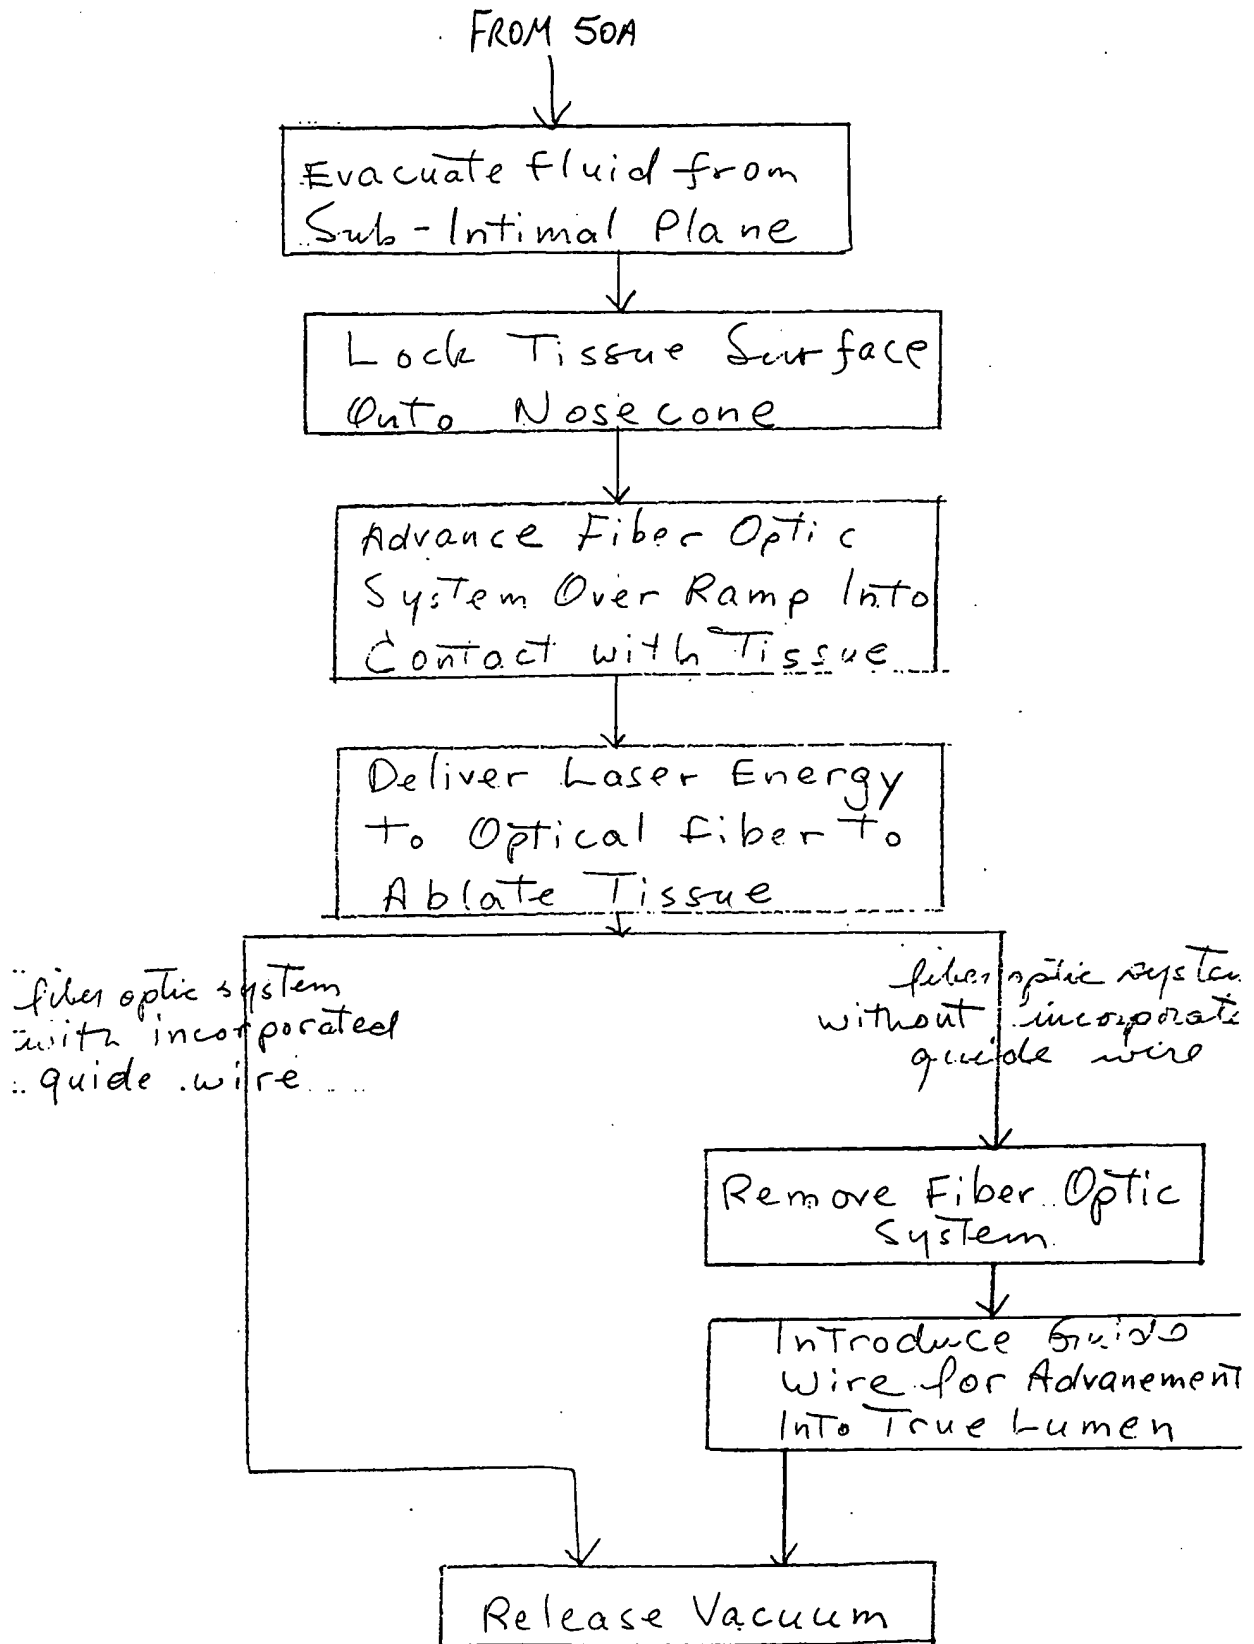 FROM 50A
Evacuate fluid from
Sub-Intimal Plane
Lock Tissue Surface
Onto Nosecone
Advance Fiber Optic
System Over Ramp Into
Contact with Tissue
Deliver Laser Energy
To Optical fiber To
Ablate Tissue
fiber optic system
with incorporated
guide wire
fiber optic system
without incorporate
guide wire
Remove Fiber Optic
System
Introduce Guide
Wire for Advanement
Into True Lumen
Release Vacuum